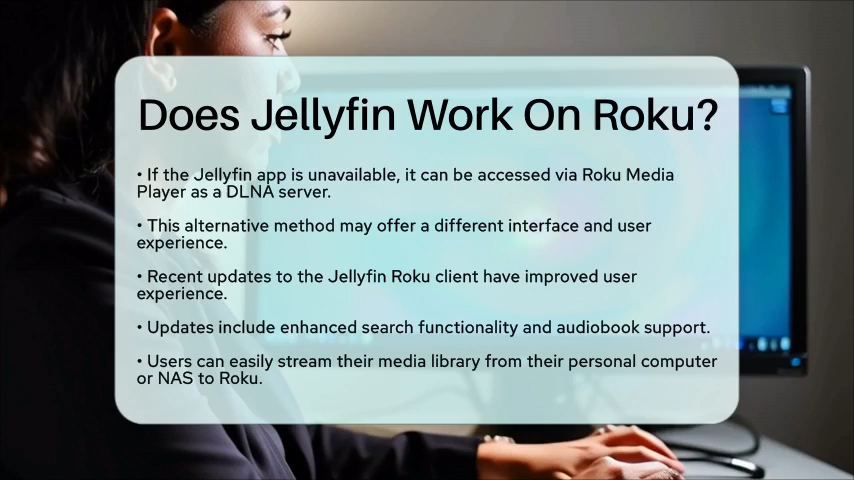 Does Jellyfin Work On Roku?
• If the Jellyfin app is unavailable, it can be accessed via Roku Media
Player as a DLNA server.
• This alternative method may offer a different interface and user
experience.
• Recent updates to the Jellyfin Roku client have improved user
experience.
• Updates include enhanced search functionality and audiobook support.
• Users can easily stream their media library from their personal computer
or NAS to Roku.